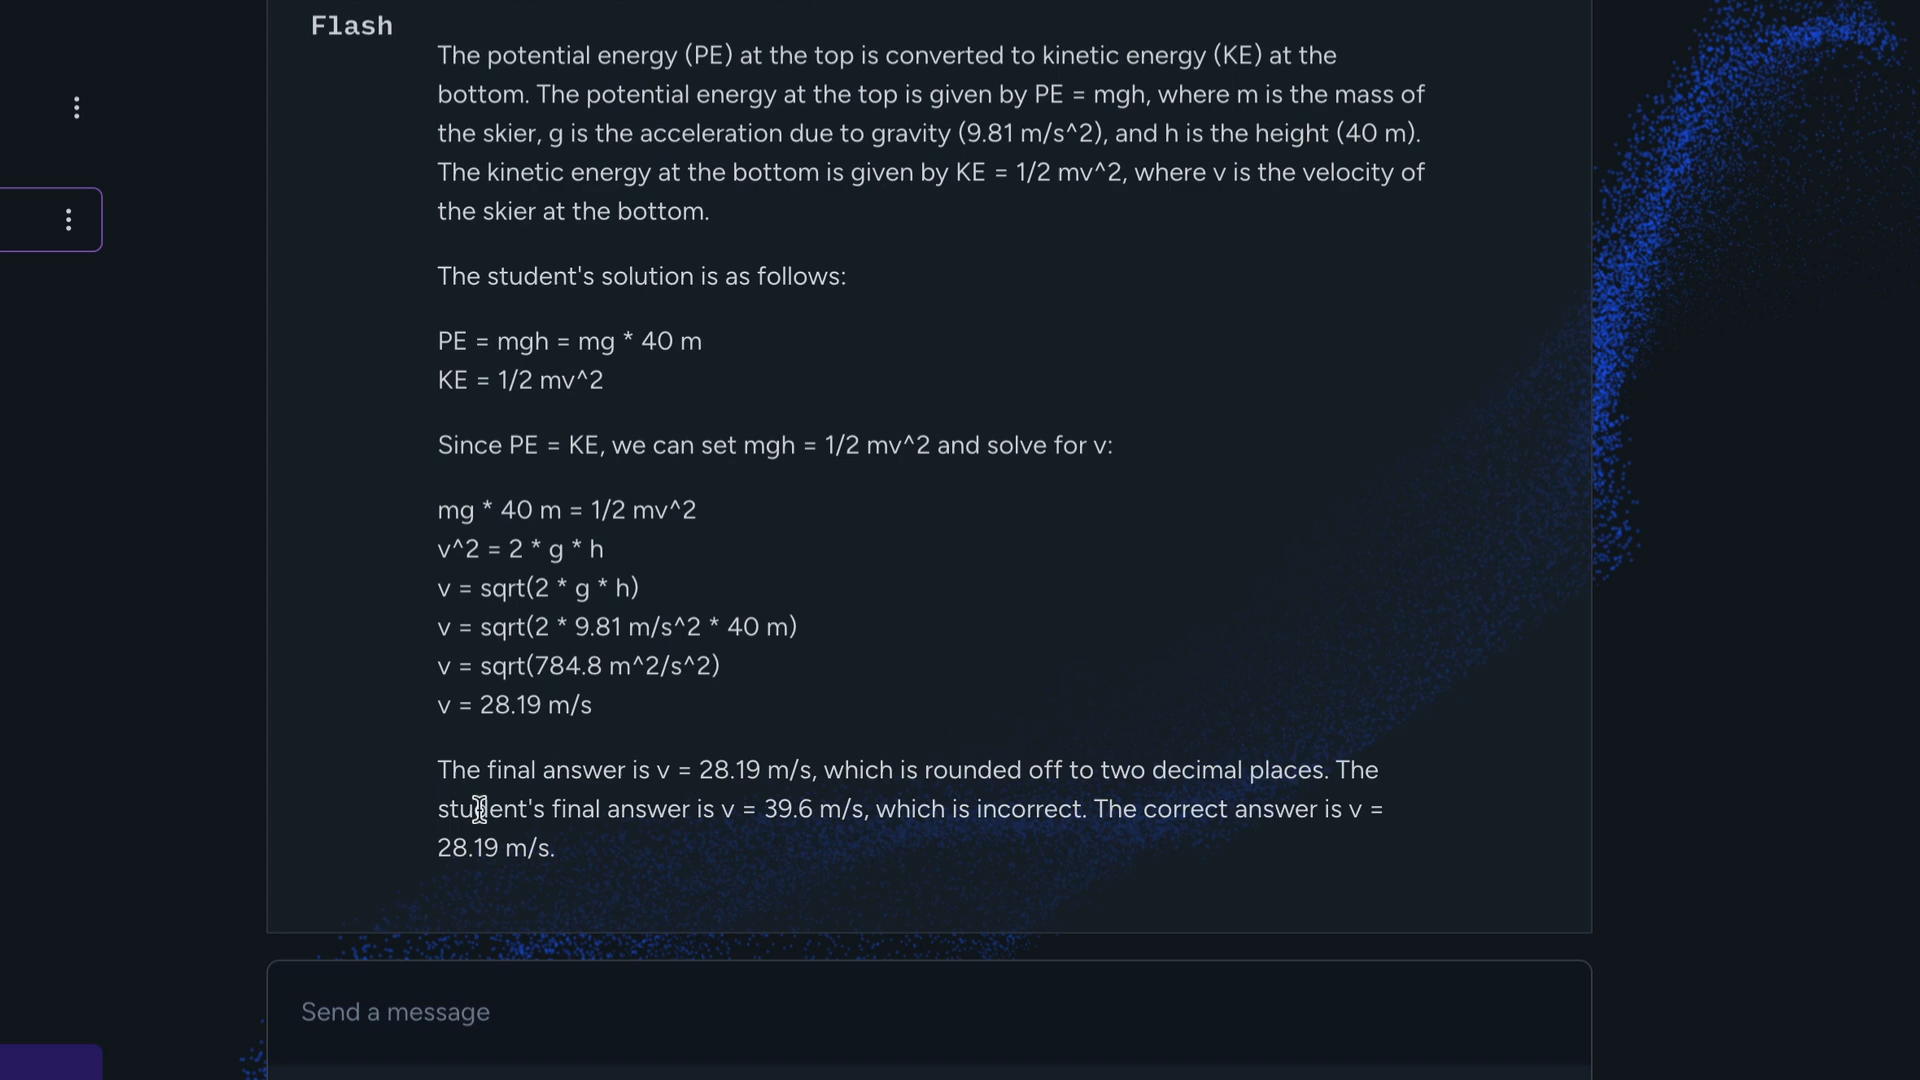 Flash
The potential energy (PE) at the top is converted to kinetic energy (KE) at the
bottom. The potential energy at the top is given by PE = mgh, where m is the mass of
the skier, g is the acceleration due to gravity (9.81 m/s^2), and h is the height (40 m).
The kinetic energy at the bottom is given by KE = 1/2 mv^2, where v is the velocity of
the skier at the bottom.
The student's solution is as follows:
PE = mgh = mg * 40 m
KE = 1/2 mv^2
Since PE = KE, we can set mgh = 1/2 mv^2 and solve for v:
mg * 40 m = 1/2 mv^2
v^2 = 2 * g * h
v = sqrt(2 * g * h)
v = sqrt(2 * 9.81 m/s^2 * 40 m)
v = sqrt(784.8 m^2/s^2)
v = 28.19 m/s
The final answer is v = 28.19 m/s, which is rounded off to two decimal places. The
student's final answer is v = 39.6 m/s, which is incorrect. The correct answer is v =
28.19 m/s.
Send a message